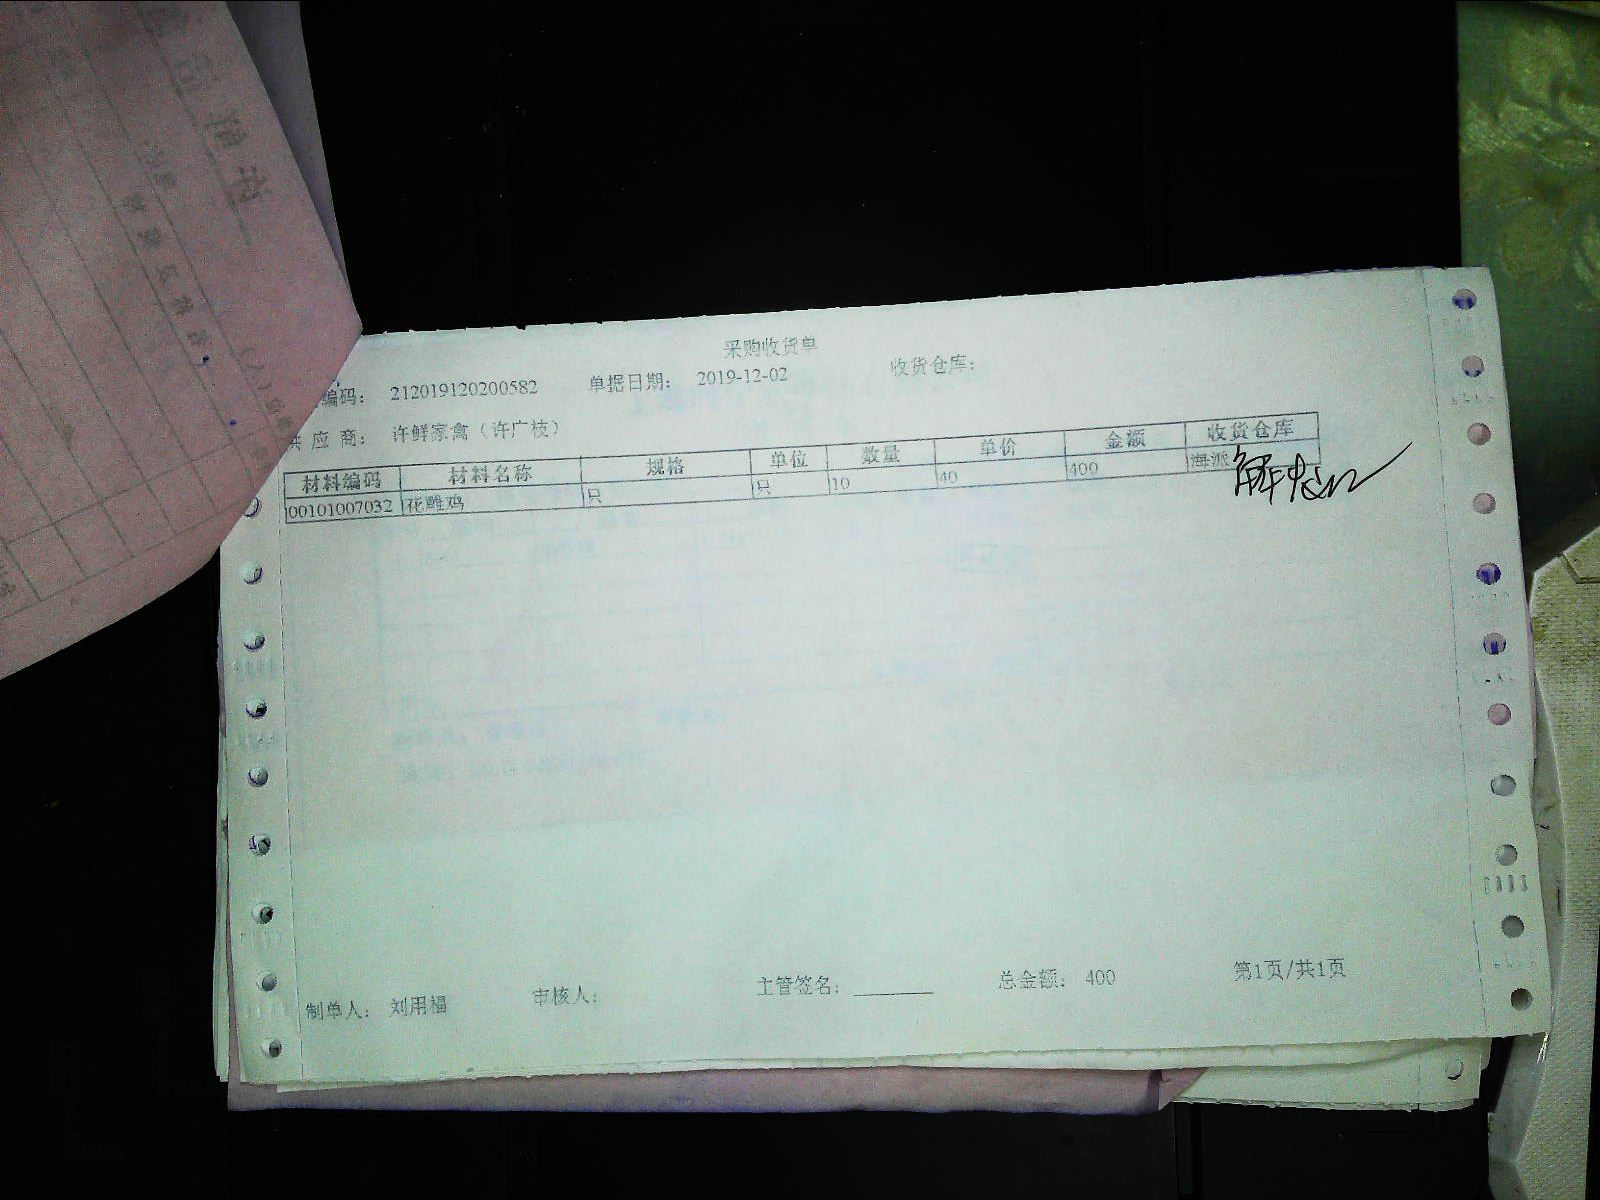 采购收货单
编码： 212019120200582 单据日期： 2019-12-02 收货仓库：
供应商： 许鲜家禽（许广枝）
材料编码 材料名称 规格 单位 数量 单价 金额 收货仓库
00101007032 花雕鸡 只 只 10 40 400 海派
制单人： 刘用福 审核人： 主管签名： 总金额： 400 第1页/共1页